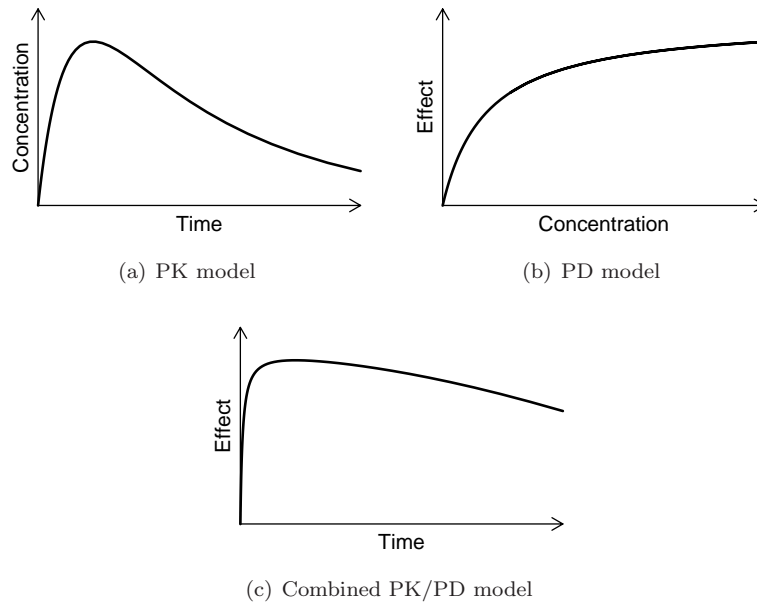 Concentration
Time
(a) PK model
Effect
Concentration
(b) PD model
Effect
Time
(c) Combined PK/PD model